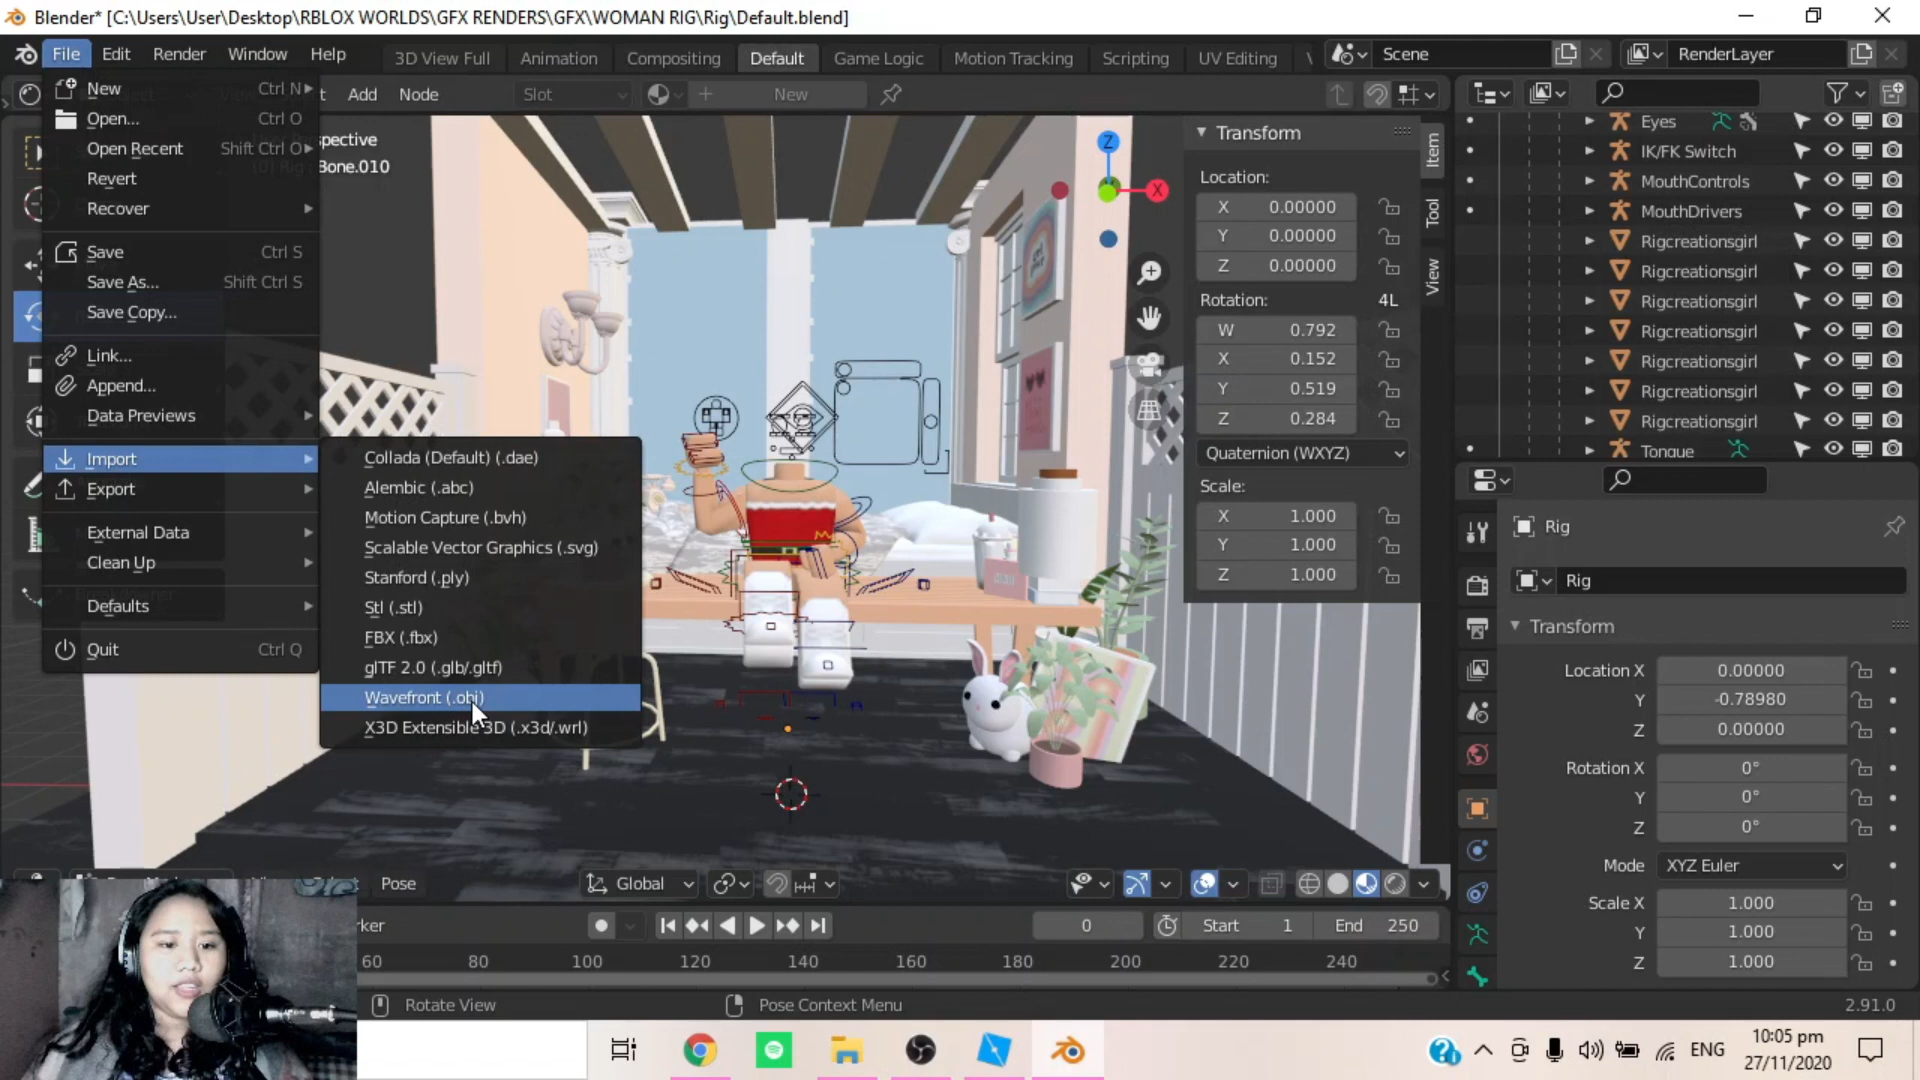 Blender* [C:\Users\User\Desktop\RBLOX WORLDS\GFX RENDERS\GFX\WOMAN RIG\Rig\Default.blend]
File Edit Render Window Help 3D View Full Animation Compositing Default Game Logic Motion Tracking Scripting UV Editing Scene RenderLayer
Add Node Slot New
New Ctrl N
Open... Ctrl O
Open Recent Shift Ctrl O
Revert
Recover
Save Ctrl S
Save As... Shift Ctrl S
Save Copy...
Link...
Append...
Data Previews
Import
Export
External Data
Clean Up
Defaults
Quit Ctrl Q
Collada (Default) (.dae)
Alembic (.abc)
Motion Capture (.bvh)
Scalable Vector Graphics (.svg)
Stanford (.ply)
Stl (.stl)
FBX (.fbx)
glTF 2.0 (.glb/.gltf)
Wavefront (.obj)
X3D Extensible 3D (.x3d/.wrl)
spective
Bone.010
Z
X
Transform
Location:
X 0.00000
Y 0.00000
Z 0.00000
Rotation: 4L
W 0.792
X 0.152
Y 0.519
Z 0.284
Quaternion (WXYZ)
Scale:
X 1.000
Y 1.000
Z 1.000
Item
Tool
View
Eyes
IK/FK Switch
MouthControls
MouthDrivers
Rigcreationsgirl
Rigcreationsgirl
Rigcreationsgirl
Rigcreationsgirl
Rigcreationsgirl
Rigcreationsgirl
Rigcreationsgirl
Tongue
Rig
Rig
Transform
Location X 0.00000
Y -0.78980
Z 0.00000
Rotation X 0°
Y 0°
Z 0°
Mode XYZ Euler
Scale X 1.000
Y 1.000
Z 1.000
Pose Global
ker 0 Start 1 End 250
60 80 100 120 140 160 180 200 220 240
Rotate View Pose Context Menu 2.91.0
ENG
10:05 pm
27/11/2020